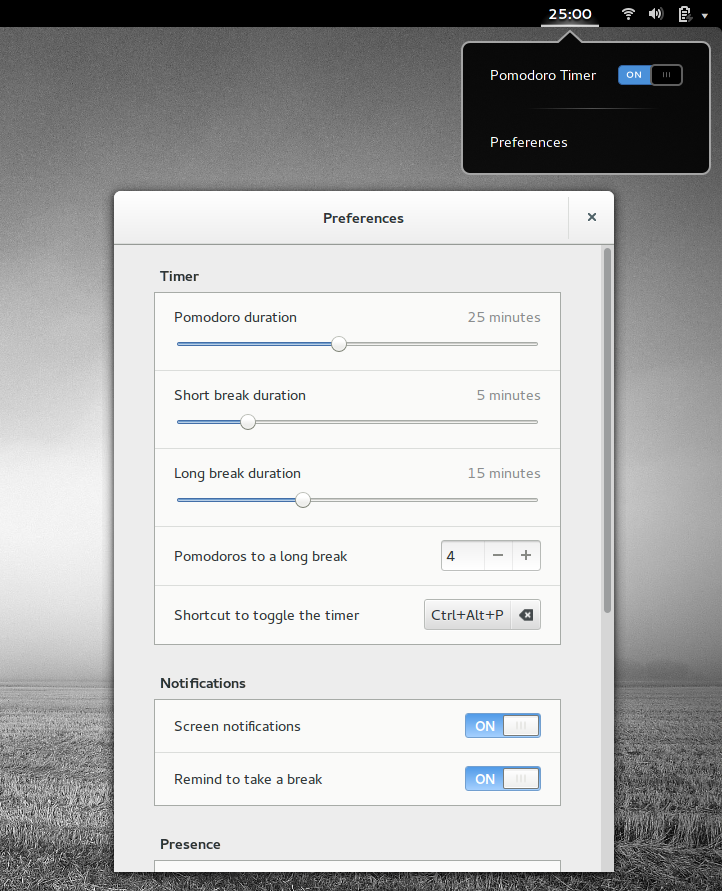 25:00
Pomodoro Timer ON
Preferences
Preferences
Timer
Pomodoro duration 25 minutes
Short break duration 5 minutes
Long break duration 15 minutes
Pomodoros to a long break 4
Shortcut to toggle the timer Ctrl+Alt+P
Notifications
Screen notifications ON
Remind to take a break ON
Presence